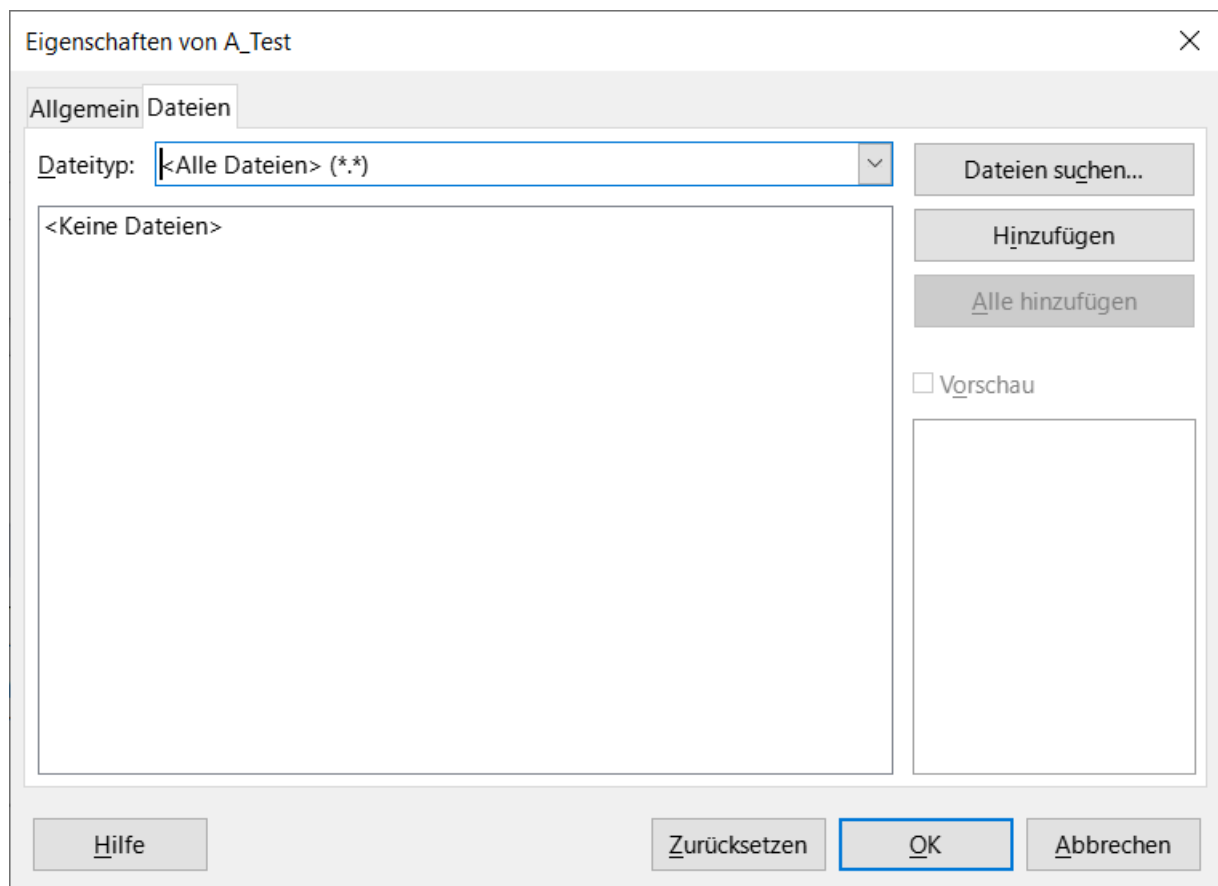 Eigenschaften von A_Test
Allgemein Dateien
Dateityp: <Alle Dateien> (*.*)
Dateien suchen...
<Keine Dateien>
Hinzufügen
Alle hinzufügen
Vorschau
Hilfe Zurücksetzen OK Abbrechen